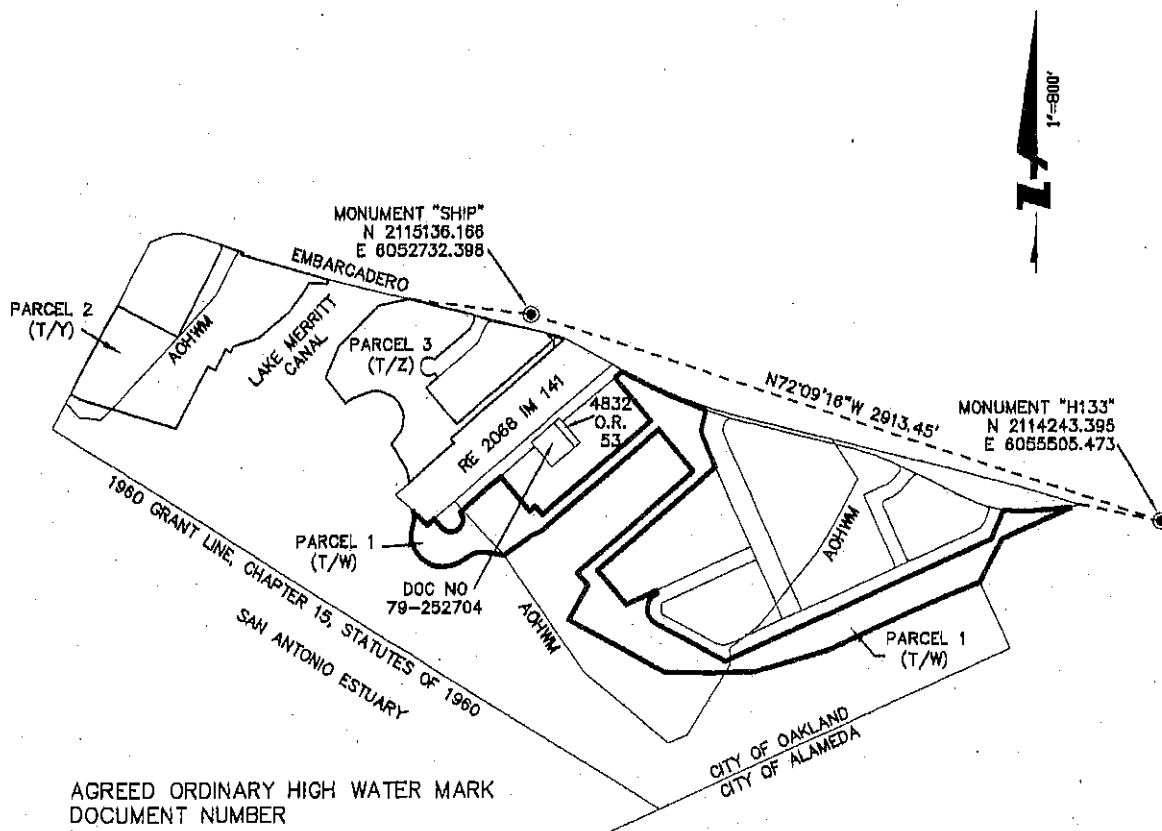 1"=800'
MONUMENT "SHIP"
N 2115136.166
E 6052732.398
EMBARCADERO
PARCEL 2
(T/Y)
AOHWM
LAKE MERRITT
CANAL
PARCEL 3
(T/Z)
RE 2068 IM 141
4832
O.R.
53
N72°09'16"W 2913.45'
MONUMENT "H133"
N 2114243.395
E 6055505.473
AOHWM
1960 GRANT LINE, CHAPTER 15, STATUTES OF 1960
SAN ANTONIO ESTUARY
PARCEL 1
(T/W)
DOC NO
79-252704
AOHWM
PARCEL 1
(T/W)
CITY OF OAKLAND
CITY OF ALAMEDA
AGREED ORDINARY HIGH WATER MARK
DOCUMENT NUMBER